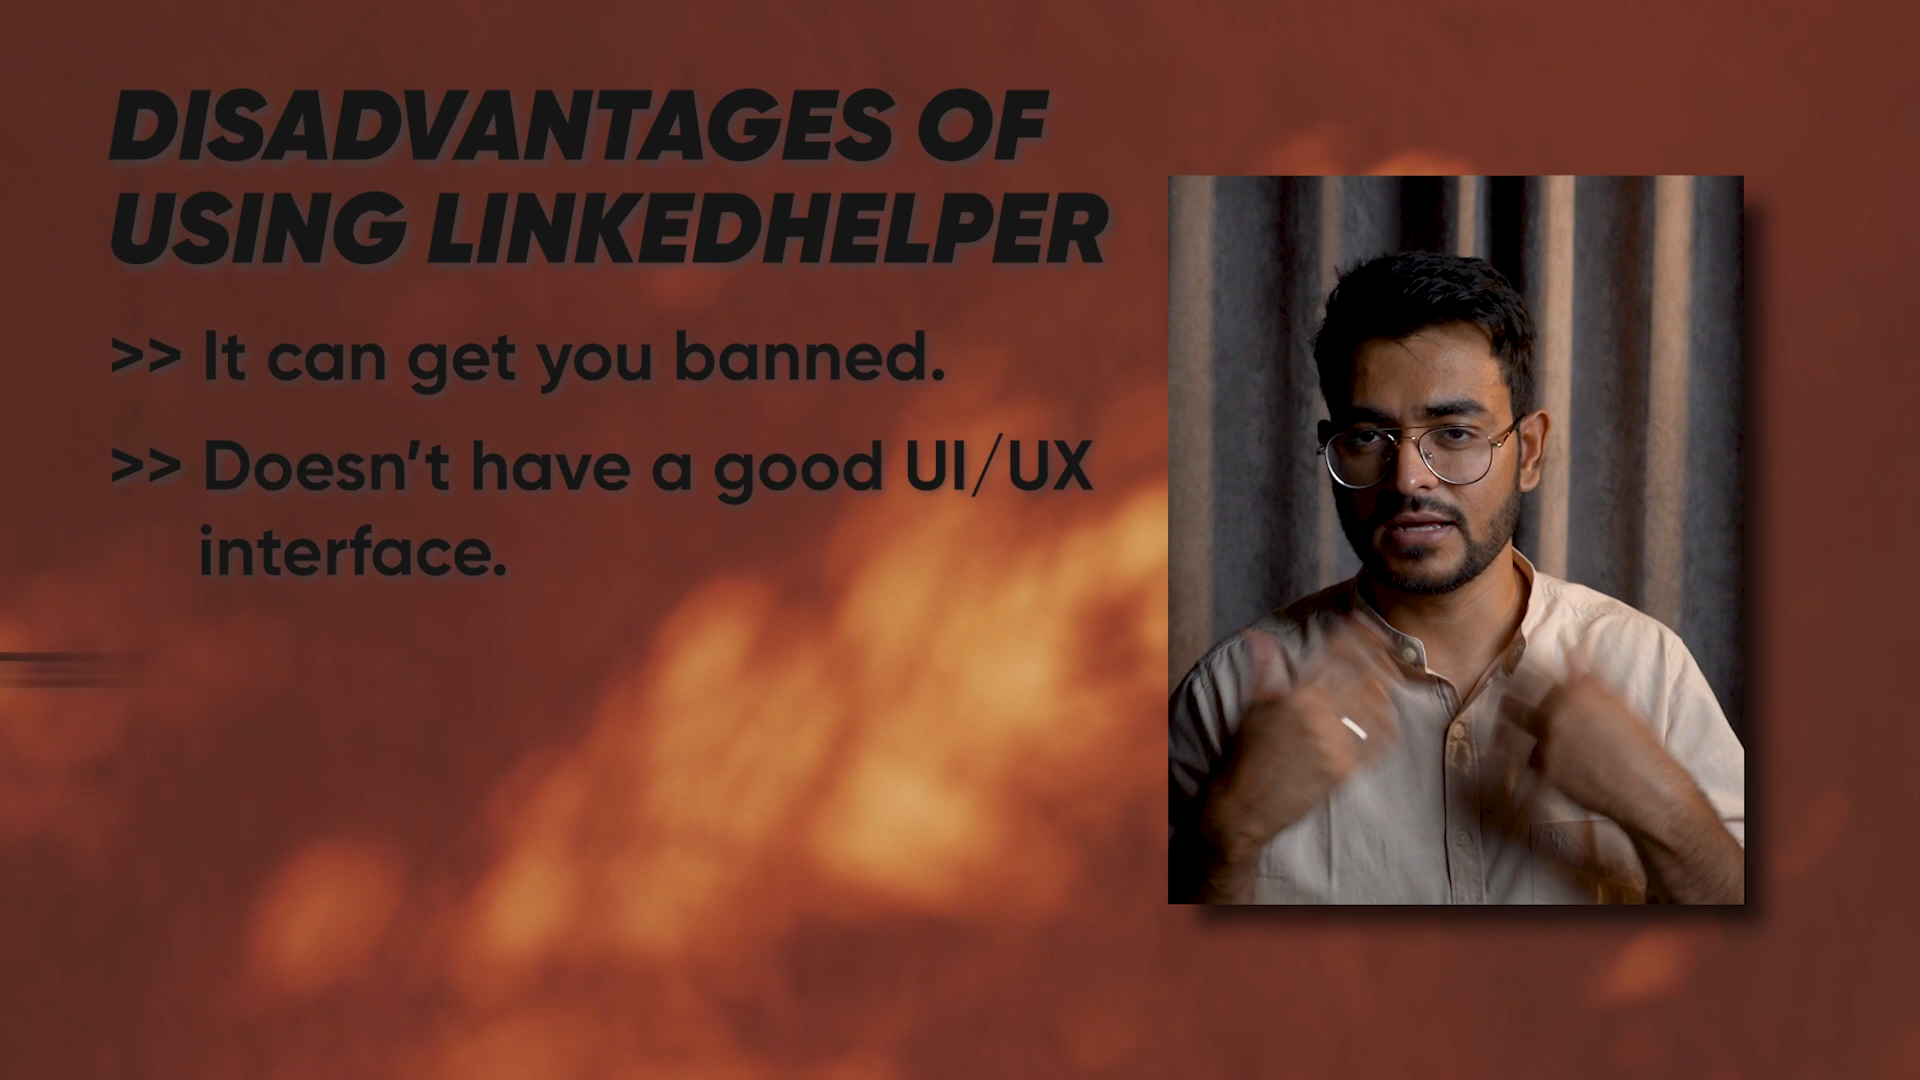 DISADVANTAGES OF
USING LINKEDHELPER
>> It can get you banned.
>> Doesn’t have a good UI/UX
interface.